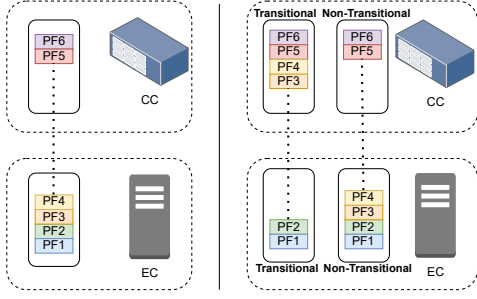 PF6
PF5
CC
PF4
PF3
PF2
PF1
EC
Transitional Non-Transitional
PF6 PF6
PF5 PF5
PF4
PF3
CC
PF4
PF3
PF2 PF2
PF1 PF1
EC
Transitional Non-Transitional